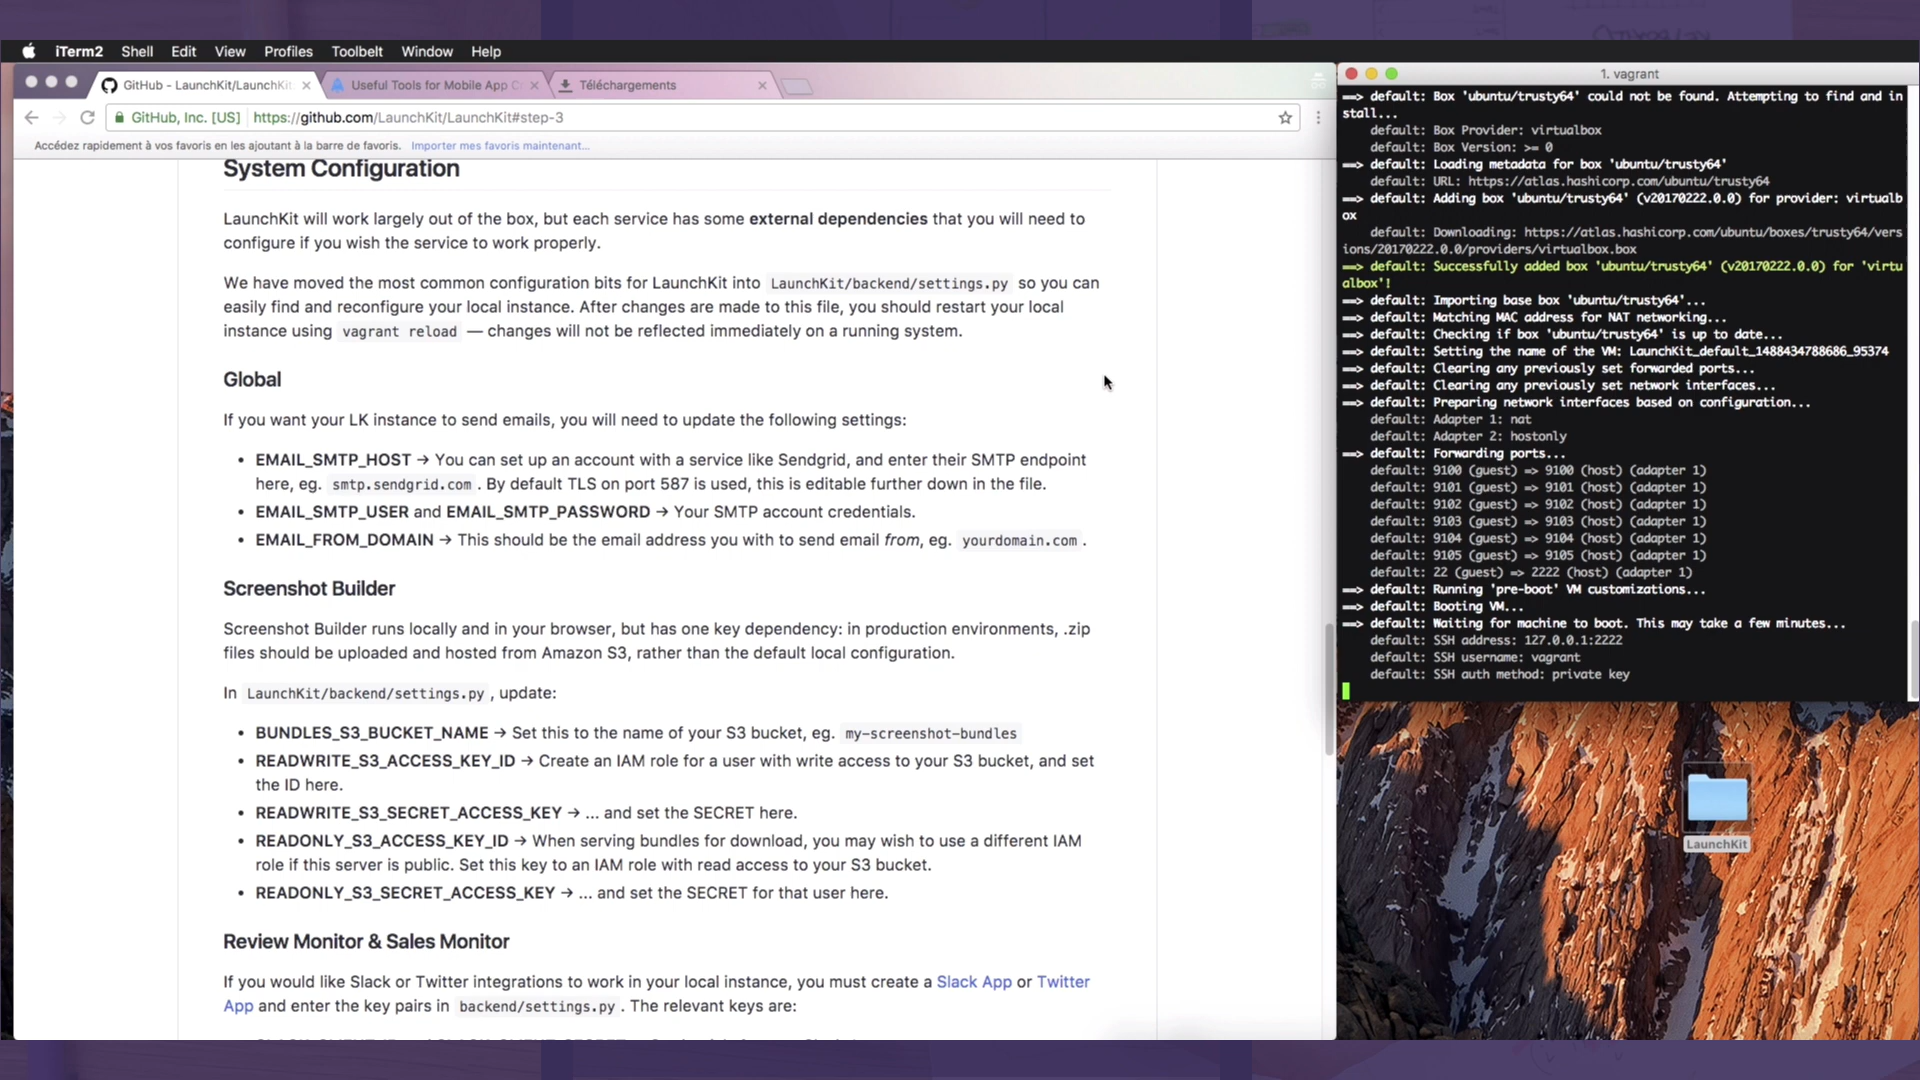 iTerm2 Shell Edit View Profiles Toolbelt Window Help
GitHub - LaunchKit/LaunchKit
Useful Tools for Mobile App C
Téléchargements
GitHub, Inc. [US] https://github.com/LaunchKit/LaunchKit#step-3
Accédez rapidement à vos favoris en les ajoutant à la barre de favoris. Importer mes favoris maintenant...
System Configuration
LaunchKit will work largely out of the box, but each service has some external dependencies that you will need to
configure if you wish the service to work properly.
We have moved the most common configuration bits for LaunchKit into LaunchKit/backend/settings.py so you can
easily find and reconfigure your local instance. After changes are made to this file, you should restart your local
instance using vagrant reload — changes will not be reflected immediately on a running system.
Global
If you want your LK instance to send emails, you will need to update the following settings:
• EMAIL_SMTP_HOST → You can set up an account with a service like Sendgrid, and enter their SMTP endpoint
here, eg. smtp.sendgrid.com . By default TLS on port 587 is used, this is editable further down in the file.
• EMAIL_SMTP_USER and EMAIL_SMTP_PASSWORD → Your SMTP account credentials.
• EMAIL_FROM_DOMAIN → This should be the email address you with to send email from, eg. yourdomain.com .
Screenshot Builder
Screenshot Builder runs locally and in your browser, but has one key dependency: in production environments, .zip
files should be uploaded and hosted from Amazon S3, rather than the default local configuration.
In LaunchKit/backend/settings.py , update:
• BUNDLES_S3_BUCKET_NAME → Set this to the name of your S3 bucket, eg. my-screenshot-bundles
• READWRITE_S3_ACCESS_KEY_ID → Create an IAM role for a user with write access to your S3 bucket, and set
the ID here.
• READWRITE_S3_SECRET_ACCESS_KEY → ... and set the SECRET here.
• READONLY_S3_ACCESS_KEY_ID → When serving bundles for download, you may wish to use a different IAM
role if this server is public. Set this key to an IAM role with read access to your S3 bucket.
• READONLY_S3_SECRET_ACCESS_KEY → ... and set the SECRET for that user here.
Review Monitor & Sales Monitor
If you would like Slack or Twitter integrations to work in your local instance, you must create a Slack App or Twitter
App and enter the key pairs in backend/settings.py . The relevant keys are:
1. vagrant
==> default: Box 'ubuntu/trusty64' could not be found. Attempting to find and in
stall...
default: Box Provider: virtualbox
default: Box Version: >= 0
==> default: Loading metadata for box 'ubuntu/trusty64'
default: URL: https://atlas.hashicorp.com/ubuntu/trusty64
==> default: Adding box 'ubuntu/trusty64' (v20170222.0.0) for provider: virtualb
ox
default: Downloading: https://atlas.hashicorp.com/ubuntu/boxes/trusty64/vers
ions/20170222.0.0/providers/virtualbox.box
==> default: Successfully added box 'ubuntu/trusty64' (v20170222.0.0) for 'virtu
albox'!
==> default: Importing base box 'ubuntu/trusty64'...
==> default: Matching MAC address for NAT networking...
==> default: Checking if box 'ubuntu/trusty64' is up to date...
==> default: Setting the name of the VM: LaunchKit_default_1488434788686_95374
==> default: Clearing any previously set forwarded ports...
==> default: Clearing any previously set network interfaces...
==> default: Preparing network interfaces based on configuration...
default: Adapter 1: nat
default: Adapter 2: hostonly
==> default: Forwarding ports...
default: 9100 (guest) => 9100 (host) (adapter 1)
default: 9101 (guest) => 9101 (host) (adapter 1)
default: 9102 (guest) => 9102 (host) (adapter 1)
default: 9103 (guest) => 9103 (host) (adapter 1)
default: 9104 (guest) => 9104 (host) (adapter 1)
default: 9105 (guest) => 9105 (host) (adapter 1)
default: 22 (guest) => 2222 (host) (adapter 1)
==> default: Running 'pre-boot' VM customizations...
==> default: Booting VM...
==> default: Waiting for machine to boot. This may take a few minutes...
default: SSH address: 127.0.0.1:2222
default: SSH username: vagrant
default: SSH auth method: private key
LaunchKit